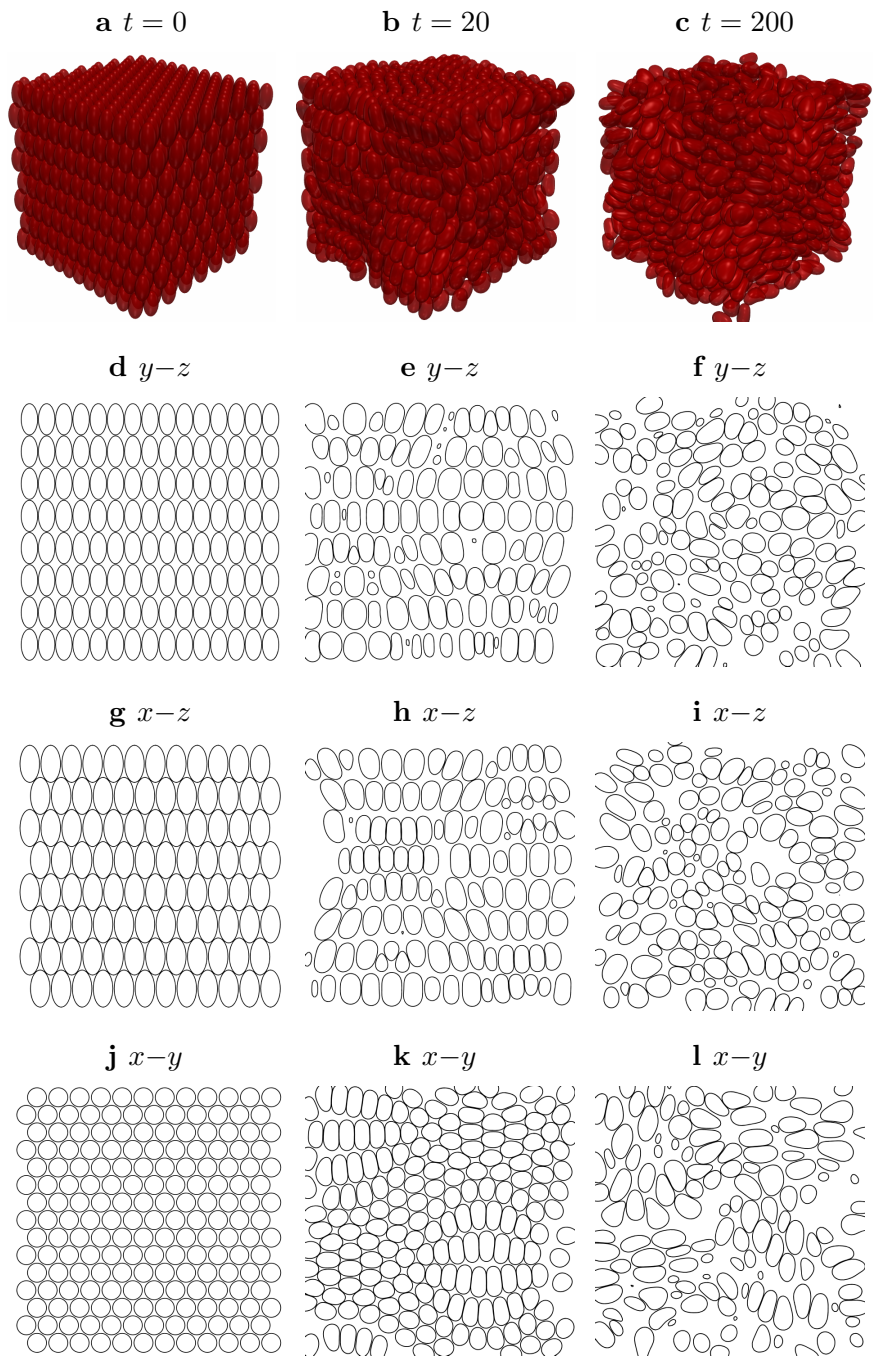 a t = 0 b t = 20 c t = 200
d y−z e y−z f y−z
g x−z h x−z i x−z
j x−y k x−y l x−y